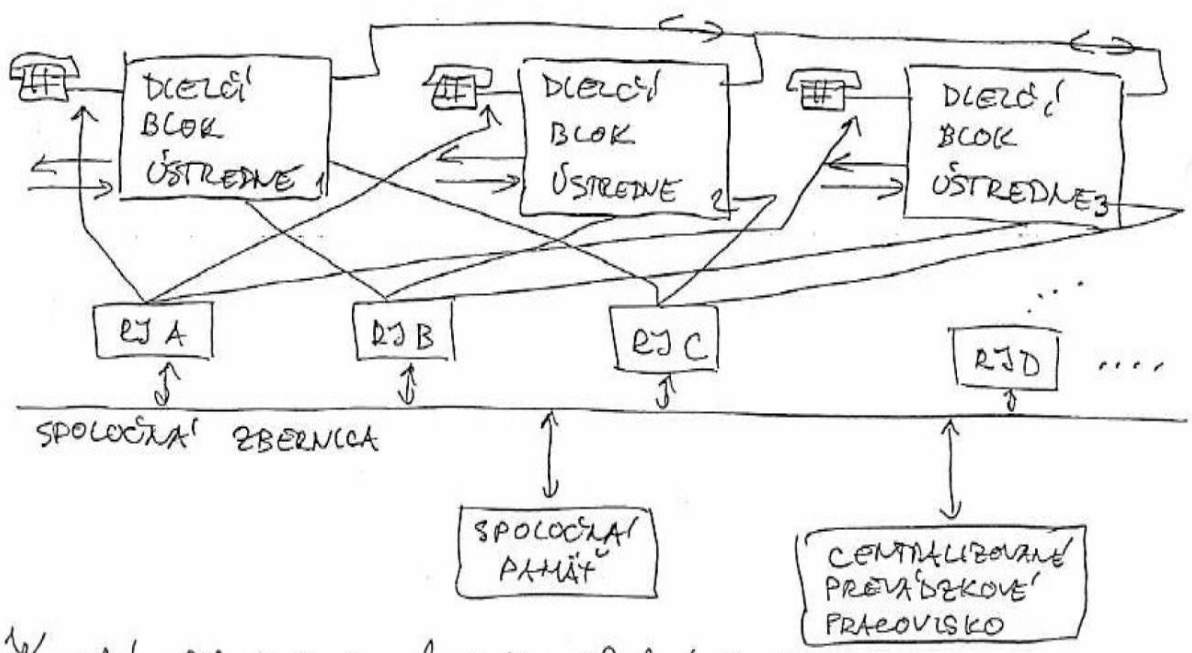 DIELČÍ
BLOK
ÚSTREDNE 1
DIELČÍ
BLOK
ÚSTREDNE 2
DIELČÍ
BLOK
ÚSTREDNE 3
RJ A
RJ B
RJ C
RJ D
SPOLOČNÁ ZBERNICA
SPOLOČNÁ
PAMÄŤ
CENTRALIZOVANÉ
PREVÁDZKOVÉ
PRACOVISKO